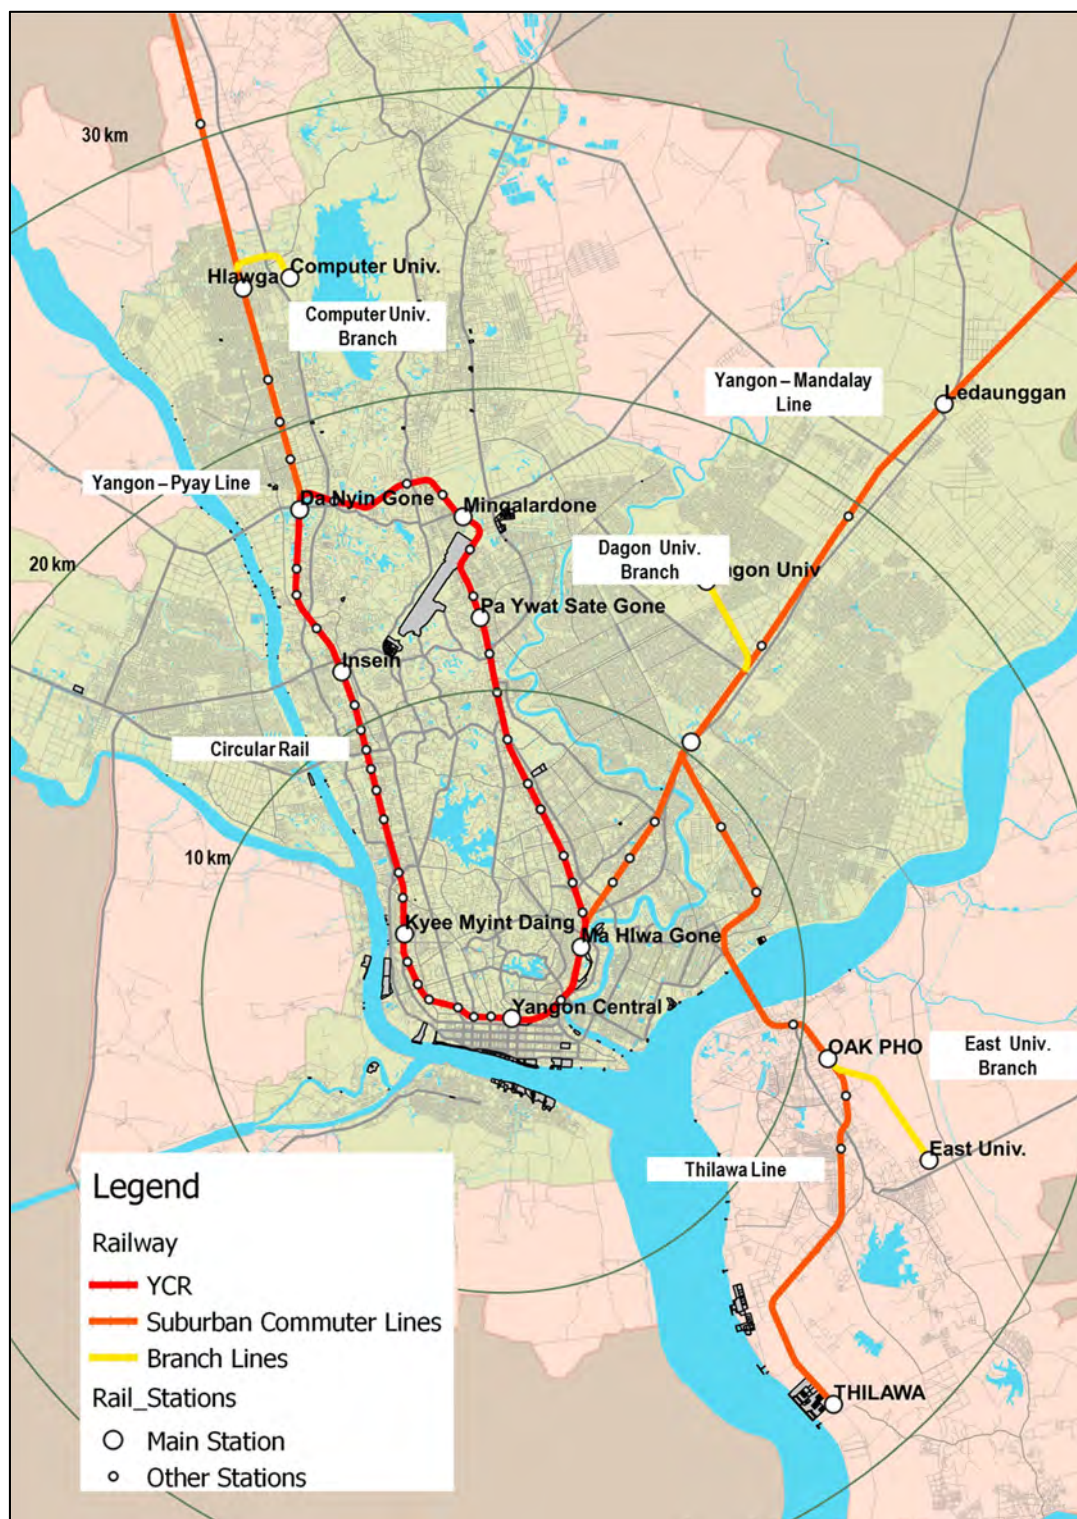 30 km
Computer Univ.
Hlawga
Computer Univ.
Branch
Yangon – Mandalay
Line
Ledaunggan
Yangon – Pyay Line
Da Nyin Gone
Mingalardone
Dagon Univ.
Branch
20 km
gon Univ
Pa Ywat Sate Gone
Insein
Circular Rail
10 km
Kyee Myint Daing
Ma Hlwa Gone
Yangon Central
OAK PHO
East Univ.
Branch
East Univ.
Thilawa Line
THILAWA
Legend
Railway
YCR
Suburban Commuter Lines
Branch Lines
Rail_Stations
Main Station
Other Stations